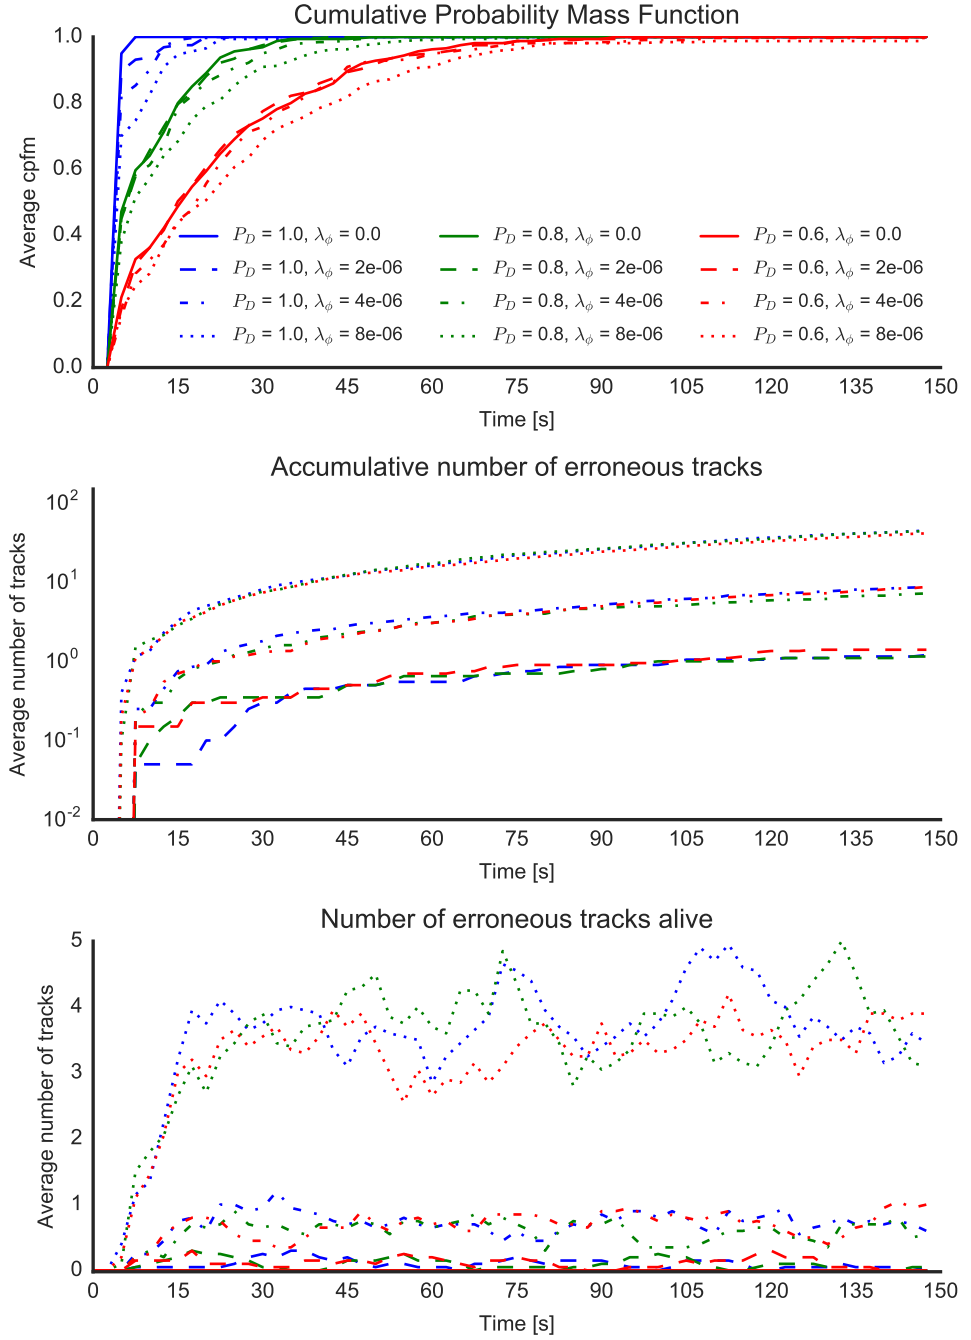 Cumulative Probability Mass Function
1.0
0.8
0.6
0.4
0.2
0.0
Average cpfm
P_D = 1.0, λ_ϕ = 0.0
P_D = 1.0, λ_ϕ = 2e-06
P_D = 1.0, λ_ϕ = 4e-06
P_D = 1.0, λ_ϕ = 8e-06
P_D = 0.8, λ_ϕ = 0.0
P_D = 0.8, λ_ϕ = 2e-06
P_D = 0.8, λ_ϕ = 4e-06
P_D = 0.8, λ_ϕ = 8e-06
P_D = 0.6, λ_ϕ = 0.0
P_D = 0.6, λ_ϕ = 2e-06
P_D = 0.6, λ_ϕ = 4e-06
P_D = 0.6, λ_ϕ = 8e-06
0 15 30 45 60 75 90 105 120 135 150
Time [s]
Accumulative number of erroneous tracks
10^2
10^1
10^0
10^-1
10^-2
Average number of tracks
0 15 30 45 60 75 90 105 120 135 150
Time [s]
Number of erroneous tracks alive
5
4
3
2
1
0
Average number of tracks
0 15 30 45 60 75 90 105 120 135 150
Time [s]